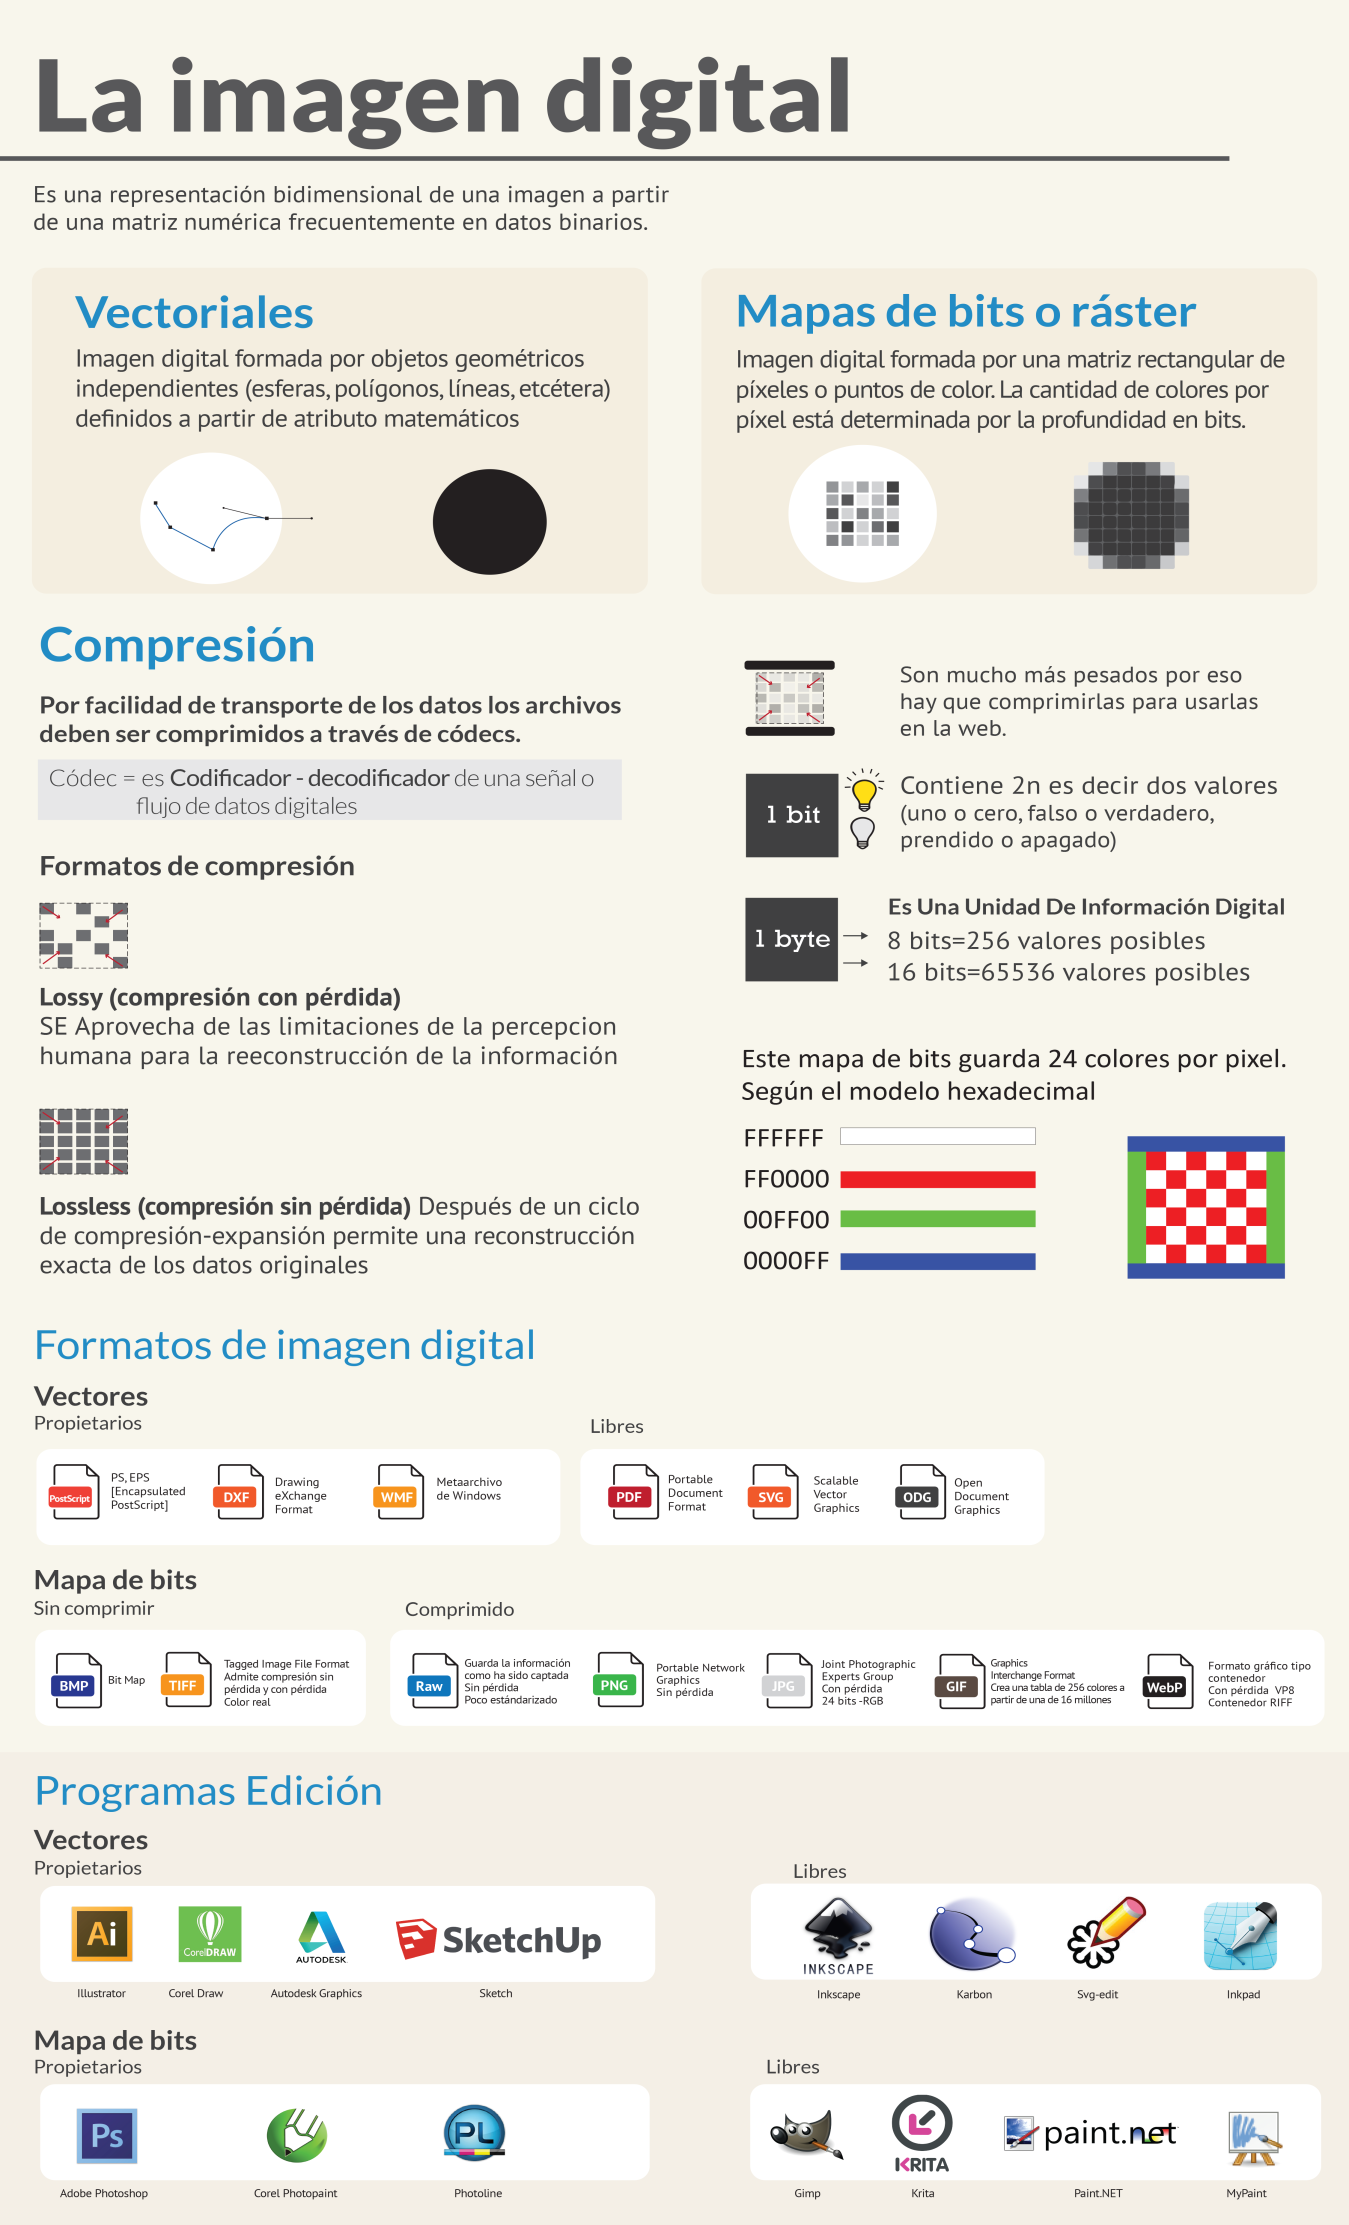 La imagen digital
Es una representación bidimensional de una imagen a partir
de una matriz numérica frecuentemente en datos binarios.
Vectoriales
Imagen digital formada por objetos geométricos
independientes (esferas, polígonos, líneas, etcétera)
definidos a partir de atributo matemáticos
Mapas de bits o ráster
Imagen digital formada por una matriz rectangular de
píxeles o puntos de color. La cantidad de colores por
píxel está determinada por la profundidad en bits.
Compresión
Por facilidad de transporte de los datos los archivos
deben ser comprimidos a través de códecs.
Códec = es Codificador - decodificador de una señal o
flujo de datos digitales
Formatos de compresión
Lossy (compresión con pérdida)
SE Aprovecha de las limitaciones de la percepcion
humana para la reeconstrucción de la información
Lossless (compresión sin pérdida) Después de un ciclo
de compresión-expansión permite una reconstrucción
exacta de los datos originales
Son mucho más pesados por eso
hay que comprimirlas para usarlas
en la web.
1 bit
Contiene 2n es decir dos valores
(uno o cero, falso o verdadero,
prendido o apagado)
1 byte
Es Una Unidad De Información Digital
8 bits=256 valores posibles
16 bits=65536 valores posibles
Este mapa de bits guarda 24 colores por pixel.
Según el modelo hexadecimal
FFFFFF
FF0000
00FF00
0000FF
Formatos de imagen digital
Vectores
Propietarios
PostScript
PS, EPS
[Encapsulated
PostScript]
DXF
Drawing
eXchange
Format
WMF
Metaarchivo
de Windows
Libres
PDF
Portable
Document
Format
SVG
Scalable
Vector
Graphics
ODG
Open
Document
Graphics
Mapa de bits
Sin comprimir
BMP
Bit Map
TIFF
Tagged Image File Format
Admite compresión sin
pérdida y con pérdida
Color real
Comprimido
Raw
Guarda la información
como ha sido captada
Sin pérdida
Poco estándarizado
PNG
Portable Network
Graphics
Sin pérdida
JPG
Joint Photographic
Experts Group
Con pérdida
24 bits -RGB
GIF
Graphics
Interchange Format
Crea una tabla de 256 colores a
partir de una de 16 millones
WebP
Formato gráfico tipo
contenedor
Con pérdida VP8
Contenedor RIFF
Programas Edición
Vectores
Propietarios
Ai
CorelDRAW
AUTODESK
SketchUp
Illustrator
Corel Draw
Autodesk Graphics
Sketch
Libres
INKSCAPE
Inkscape
Karbon
Svg-edit
Inkpad
Mapa de bits
Propietarios
Ps
PL
Adobe Photoshop
Corel Photopaint
Photoline
Libres
KRITA
paint.net
Gimp
Krita
Paint.NET
MyPaint